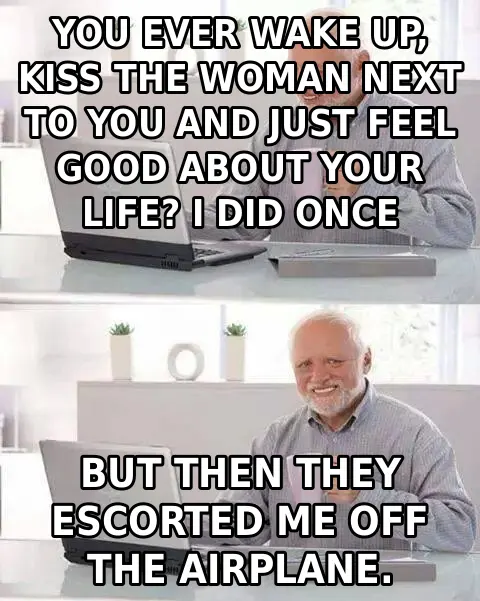 YOU EVER WAKE UP,
KISS THE WOMAN NEXT
TO YOU AND JUST FEEL
GOOD ABOUT YOUR
LIFE? I DID ONCE
BUT THEN THEY
ESCORTED ME OFF
THE AIRPLANE.